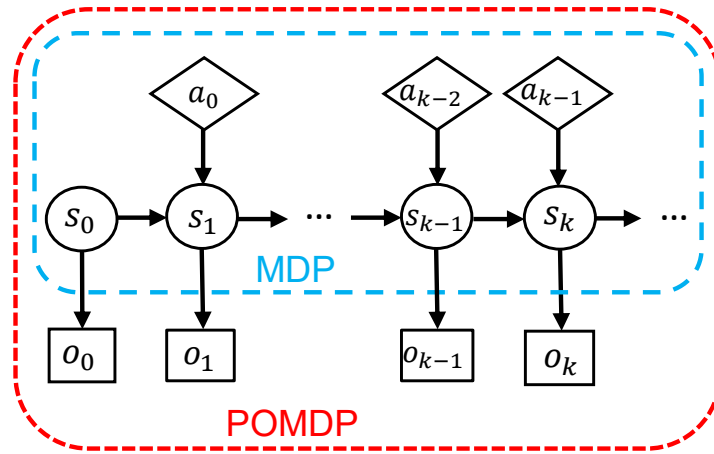 a₀ aₖ₋₂ aₖ₋₁
s₀ s₁ ⋯ sₖ₋₁ sₖ ⋯
MDP
o₀ o₁ oₖ₋₁ oₖ
POMDP